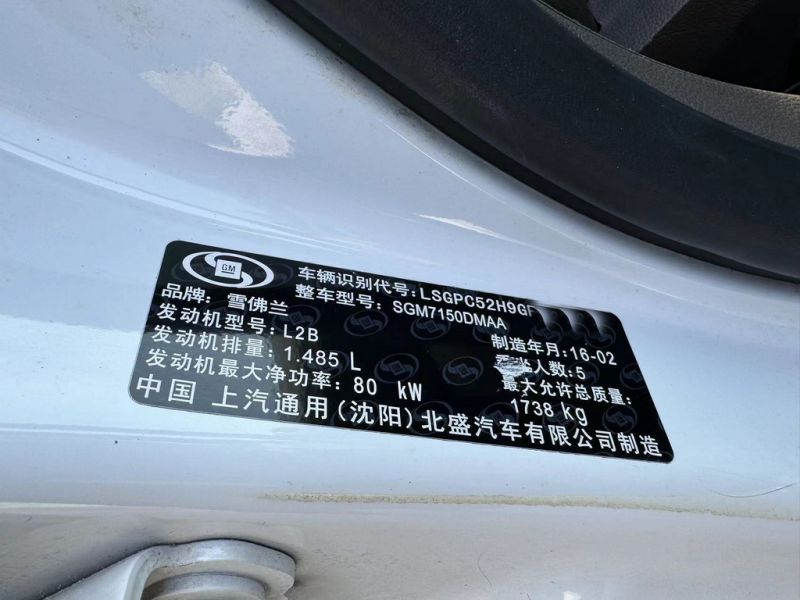 GM
车辆识别代号:LSGPC52H9G
品牌: 雪佛兰 整车型号: SGM7150DMAA
发动机型号: L2B 制造年月:16-02
发动机排量: 1.485 L 人数: 5
发动机最大净功率: 80 kW 最大允许总质量:
1738 kg
中国 上汽通用(沈阳)北盛汽车有限公司制造